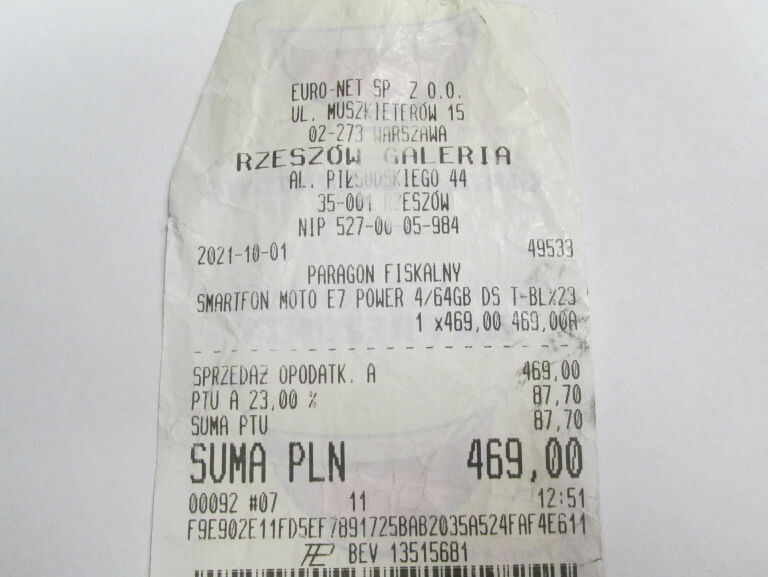 EURO-NET SP. Z O.O.
UL. MUSZKIETERÓW 15
02-273 WARSZAWA
RZESZÓW GALERIA
AL. PIŁSUDSKIEGO 44
35-001 RZESZÓW
NIP 527-00-05-984
2021-10-01 49533
PARAGON FISKALNY
SMARTFON MOTO E7 POWER 4/64GB DS T-BL%23
1 x469,00 469,00A
SPRZEDAŻ OPODATK. A 469,00
PTU A 23,00 % 87,70
SUMA PTU 87,70
SUMA PLN 469,00
00092 #07 11 12:51
F9E902E11FD5EF7891725BAB2035A524FAF4E611
BEV 13515681